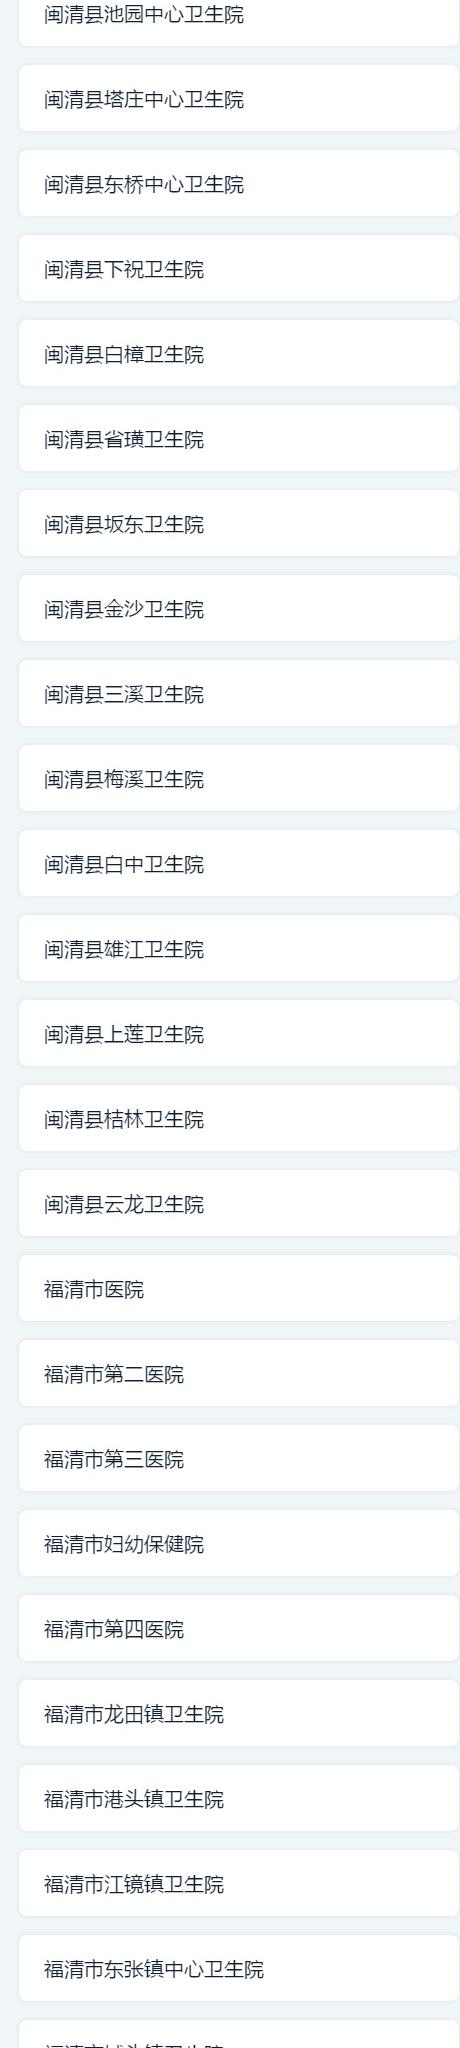 闽清县池园中心卫生院
闽清县塔庄中心卫生院
闽清县东桥中心卫生院
闽清县下祝卫生院
闽清县白樟卫生院
闽清县省璜卫生院
闽清县坂东卫生院
闽清县金沙卫生院
闽清县三溪卫生院
闽清县梅溪卫生院
闽清县白中卫生院
闽清县雄江卫生院
闽清县上莲卫生院
闽清县桔林卫生院
闽清县云龙卫生院
福清市医院
福清市第二医院
福清市第三医院
福清市妇幼保健院
福清市第四医院
福清市龙田镇卫生院
福清市港头镇卫生院
福清市江镜镇卫生院
福清市东张镇中心卫生院